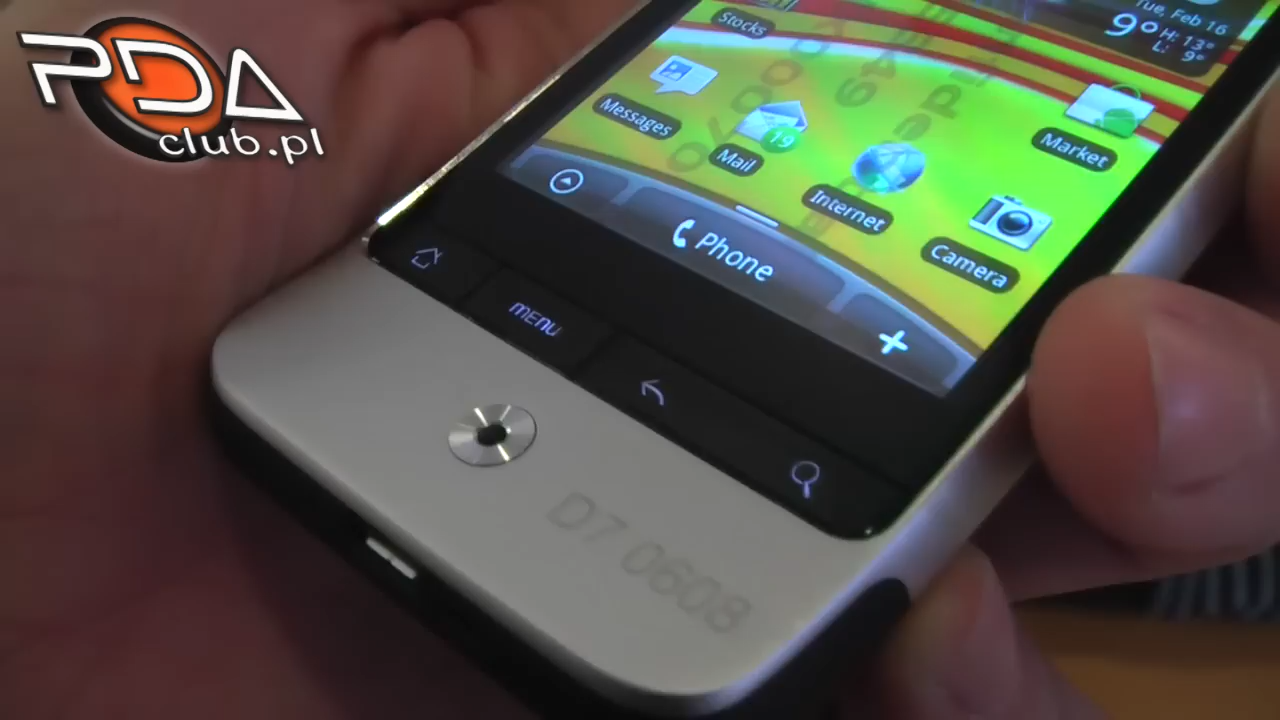 PDA
club.pl
Tue, Feb 16
9° H: 13°
L: 9°
Stocks
Messages
Mail
19
Internet
Camera
Market
Phone
+
MENU
D7 0608